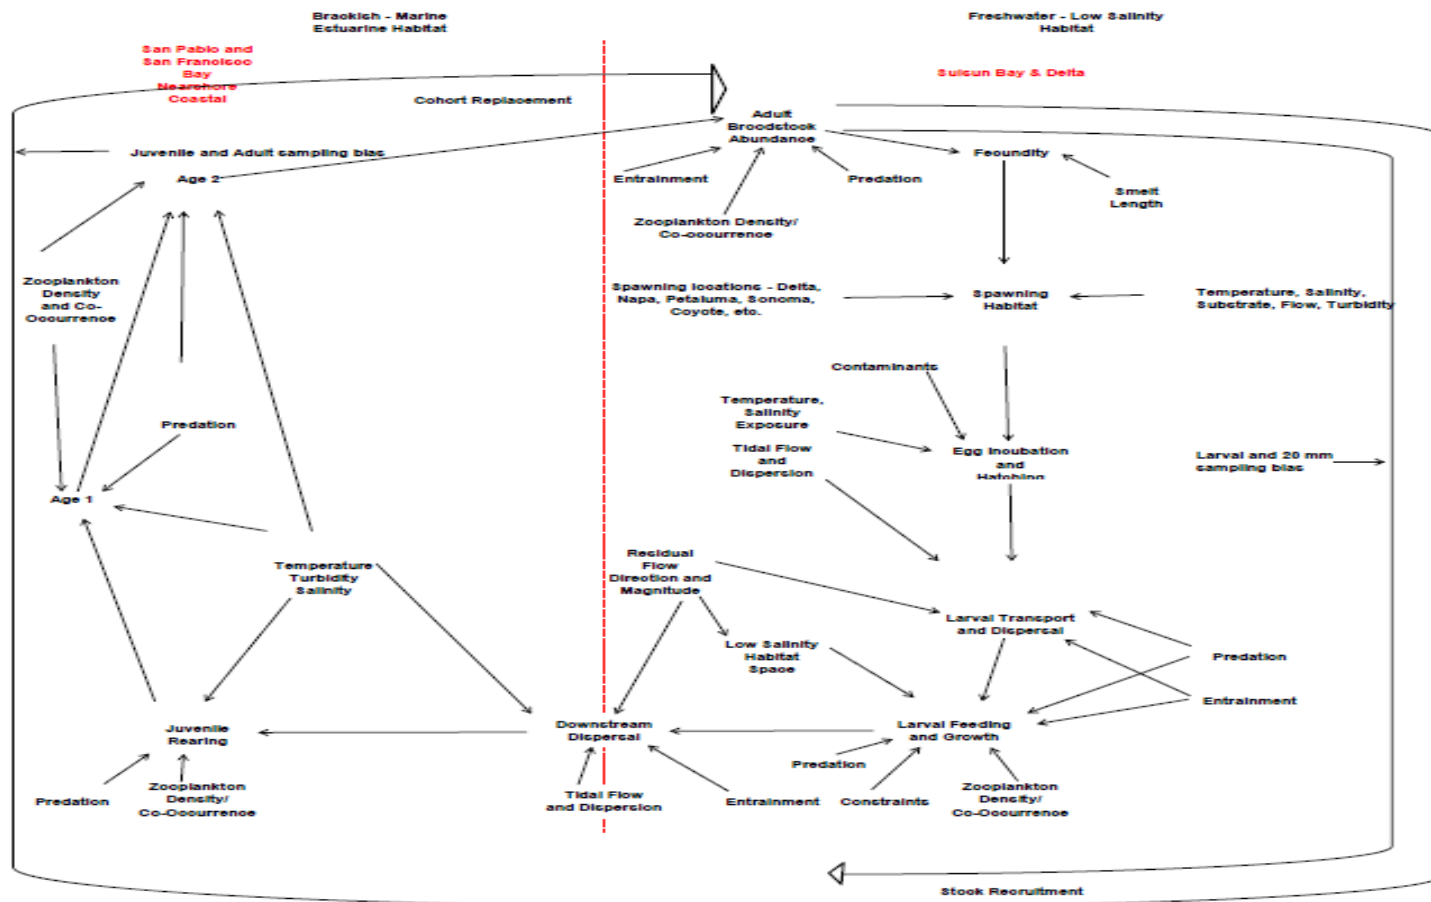 Brackish - Marine
Estuarine Habitat
Freshwater - Low Salinity
Habitat
San Pablo and
San Francisco
Bay
Nearshore
Coastal
Suisun Bay & Delta
Cohort Replacement
Adult
Broodstock
Abundance
Juvenile and Adult sampling bias
Age 2
Entrainment
Predation
Fecundity
Smelt
Length
Zooplankton Density/
Co-occurrence
Zooplankton
Density
and Co-
Occurrence
Spawning locations - Delta,
Napa, Petaluma, Sonoma,
Coyote, etc.
Spawning
Habitat
Temperature, Salinity,
Substrate, Flow, Turbidity
Contaminants
Temperature,
Salinity
Exposure
Predation
Tidal Flow
and
Dispersion
Egg Incubation
and
Hatching
Larval and 20 mm
sampling bias
Age 1
Temperature
Turbidity
Salinity
Residual
Flow
Direction and
Magnitude
Larval Transport
and Dispersal
Low Salinity
Habitat
Space
Predation
Entrainment
Juvenile
Rearing
Downstream
Dispersal
Larval Feeding
and Growth
Predation
Predation
Zooplankton
Density/
Co-Occurrence
Tidal Flow
and Dispersion
Entrainment
Constraints
Zooplankton
Density/
Co-Occurrence
Stock Recruitment